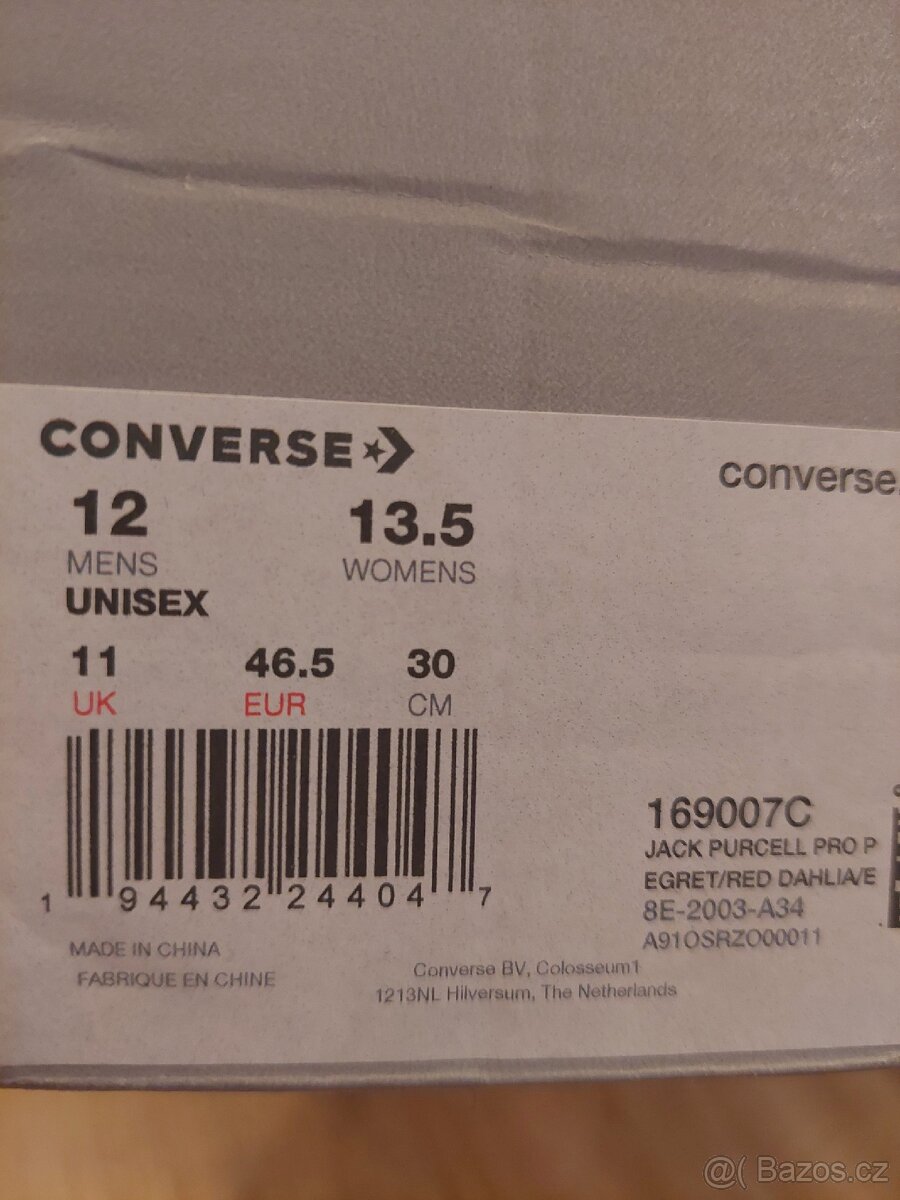 CONVERSE
converse.
12 13.5
MENS WOMENS
UNISEX
11 46.5 30
UK EUR CM
1 94432 24404 7
169007C
JACK PURCELL PRO P
EGRET/RED DAHLIA/E
8E-2003-A34
A91OSRZO00011
MADE IN CHINA
FABRIQUE EN CHINE
Converse BV, Colosseum1
1213NL Hilversum, The Netherlands
@( Bazos.cz